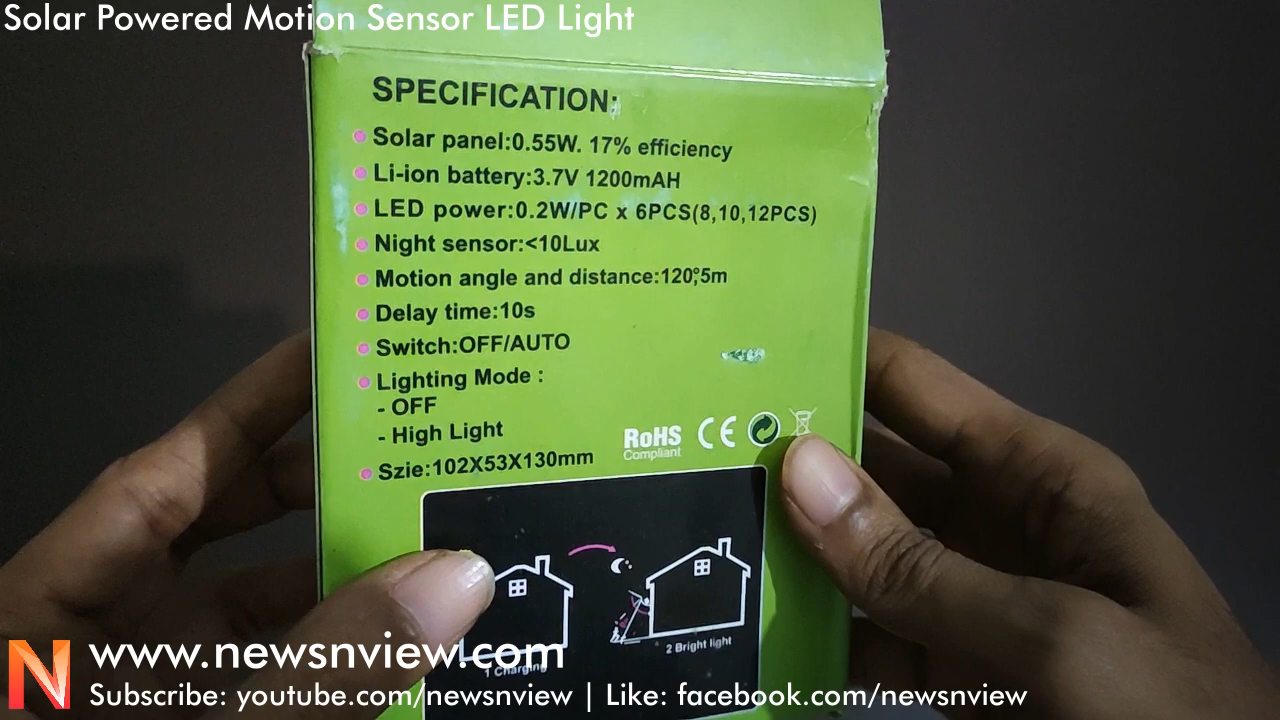 Solar Powered Motion Sensor LED Light
SPECIFICATION:
Solar panel:0.55W. 17% efficiency
Li-ion battery:3.7V 1200mAH
LED power:0.2W/PC x 6PCS(8,10,12PCS)
Night sensor:<10Lux
Motion angle and distance:120°,5m
Delay time:10s
Switch:OFF/AUTO
Lighting Mode :
- OFF
- High Light
Szie:102X53X130mm
RoHS
Compliant
CE
1 Charging
2 Bright light
N
www.newsnview.com
Subscribe: youtube.com/newsnview | Like: facebook.com/newsnview